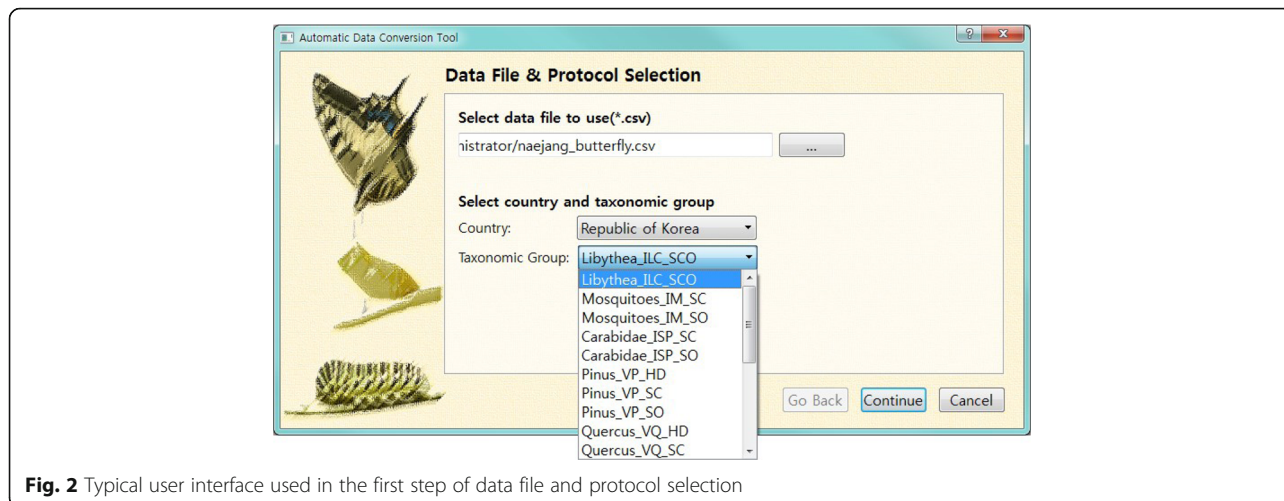 Automatic Data Conversion Tool
Data File & Protocol Selection
Select data file to use(*.csv)
nistrator/naejang_butterfly.csv
...
Select country and taxonomic group
Country: Republic of Korea
Taxonomic Group: Libythea_ILC_SCO
Libythea_ILC_SCO
Mosquitoes_IM_SC
Mosquitoes_IM_SO
Carabidae_ISP_SC
Carabidae_ISP_SO
Pinus_VP_HD
Pinus_VP_SC
Pinus_VP_SO
Quercus_VQ_HD
Quercus_VQ_SC
Go Back Continue Cancel
Fig. 2 Typical user interface used in the first step of data file and protocol selection